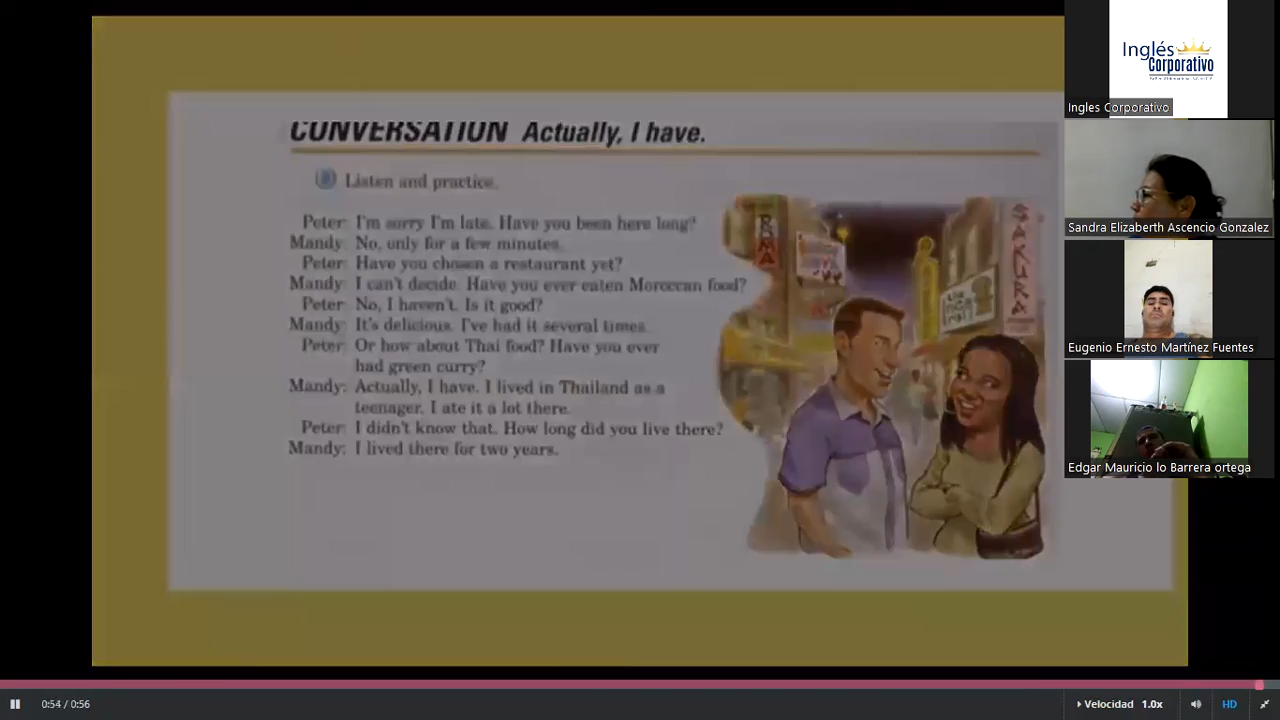 CONVERSATION Actually, I have.
Listen and practice.
Peter: I'm sorry I'm late. Have you been here long?
Mandy: No, only for a few minutes.
Peter: Have you chosen a restaurant yet?
Mandy: I can't decide. Have you ever eaten Moroccan food?
Peter: No, I haven't. Is it good?
Mandy: It's delicious. I've had it several times.
Peter: Or how about Thai food? Have you ever
had green curry?
Mandy: Actually, I have. I lived in Thailand as a
teenager. I ate it a lot there.
Peter: I didn't know that. How long did you live there?
Mandy: I lived there for two years.
ROMA
SAKURA
Inglés
Corporativo
Ingles Corporativo
Sandra Elizaberth Ascencio Gonzalez
Eugenio Ernesto Martínez Fuentes
Edgar Mauricio lo Barrera ortega
0:54 / 0:56
Velocidad 1.0x
HD